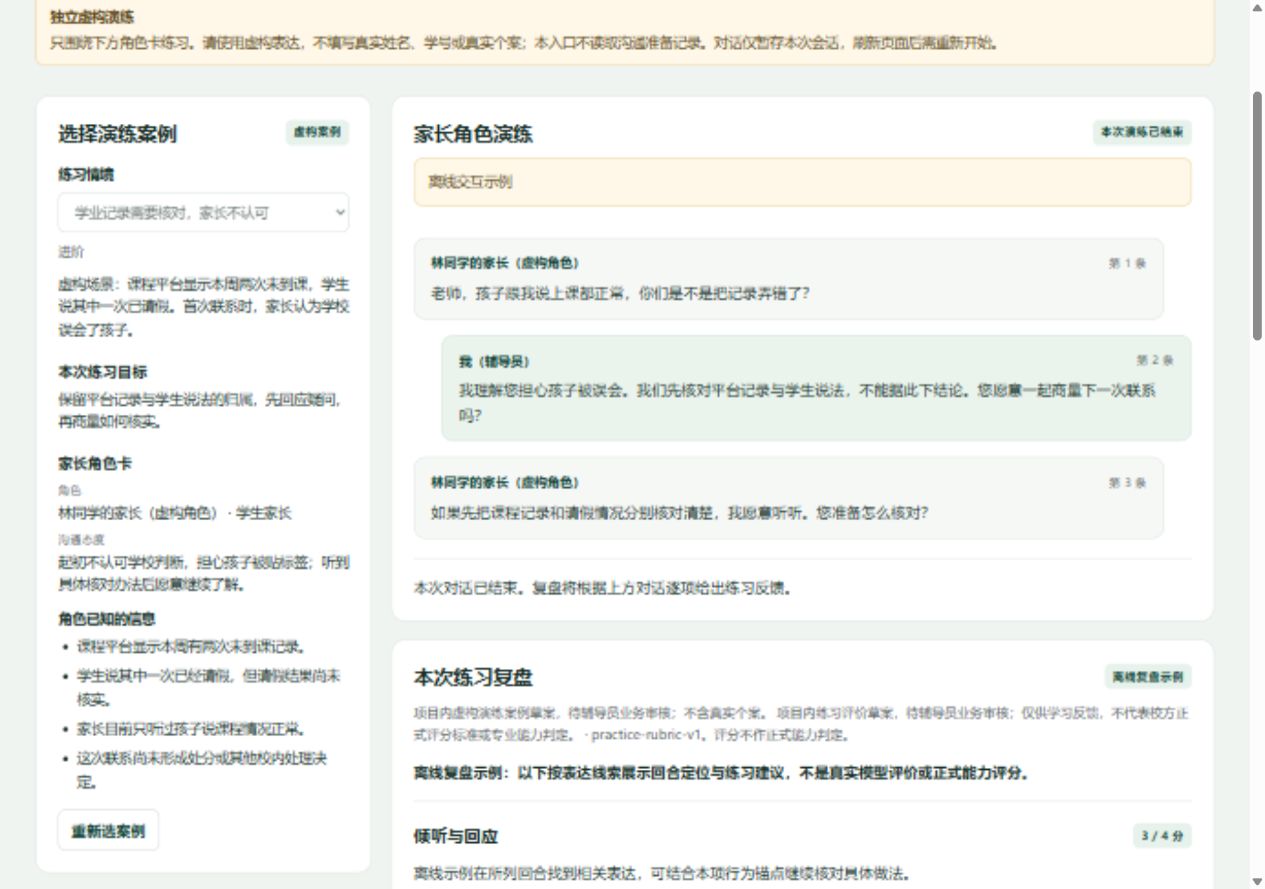 独立虚构演练
只围绕下方角色卡练习。请使用虚构表达，不填写真实姓名、学号或真实个案；本入口不读取沟通准备记录。对话仅暂存本次会话，刷新页面后需重新开始。
选择演练案例
虚构案例
练习情境
学业记录需要核对，家长不认可
进阶
虚构场景：课程平台显示本周两次未到课，学生
说其中一次已请假。首次联系时，家长认为学校
误会了孩子。
本次练习目标
保留平台记录与学生说法的归属，先回应疑问，
再商量如何核实。
家长角色卡
角色
林同学的家长（虚构角色）· 学生家长
沟通态度
起初不认可学校判断，担心孩子被贴标签；听到
具体核对办法后愿意继续了解。
角色已知的信息
• 课程平台显示本周有两次未到课记录。
• 学生说其中一次已经请假，但请假结果尚未
核实。
• 家长目前只听过孩子说课程情况正常。
• 这次联系尚未形成处分或其他校内处理决
定。
重新选案例
家长角色演练
本次演练已结束
离线交互示例
林同学的家长（虚构角色）
第 1 条
老师，孩子跟我说上课都正常，你们是不是把记录弄错了？
我（辅导员）
第 2 条
我理解您担心孩子被误会。我们先核对平台记录与学生说法，不能据此下结论。您愿意一起商量下一次联系
吗？
林同学的家长（虚构角色）
第 3 条
如果先把课程记录和请假情况分别核对清楚，我愿意听听。您准备怎么核对？
本次对话已结束。复盘将根据上方对话逐项给出练习反馈。
本次练习复盘
离线复盘示例
项目内虚构演练案例草案，待辅导员业务审核；不含真实个案。 项目内练习评价草案，待辅导员业务审核；仅供学习反馈，不代表校方正
式评分标准或专业能力判定。 · practice-rubric-v1。评分不作正式能力判定。
离线复盘示例：以下按表达线索展示回合定位与练习建议，不是真实模型评价或正式能力评分。
倾听与回应
3 / 4 分
离线示例在所列回合找到相关表达，可结合本项行为锚点继续核对具体做法。